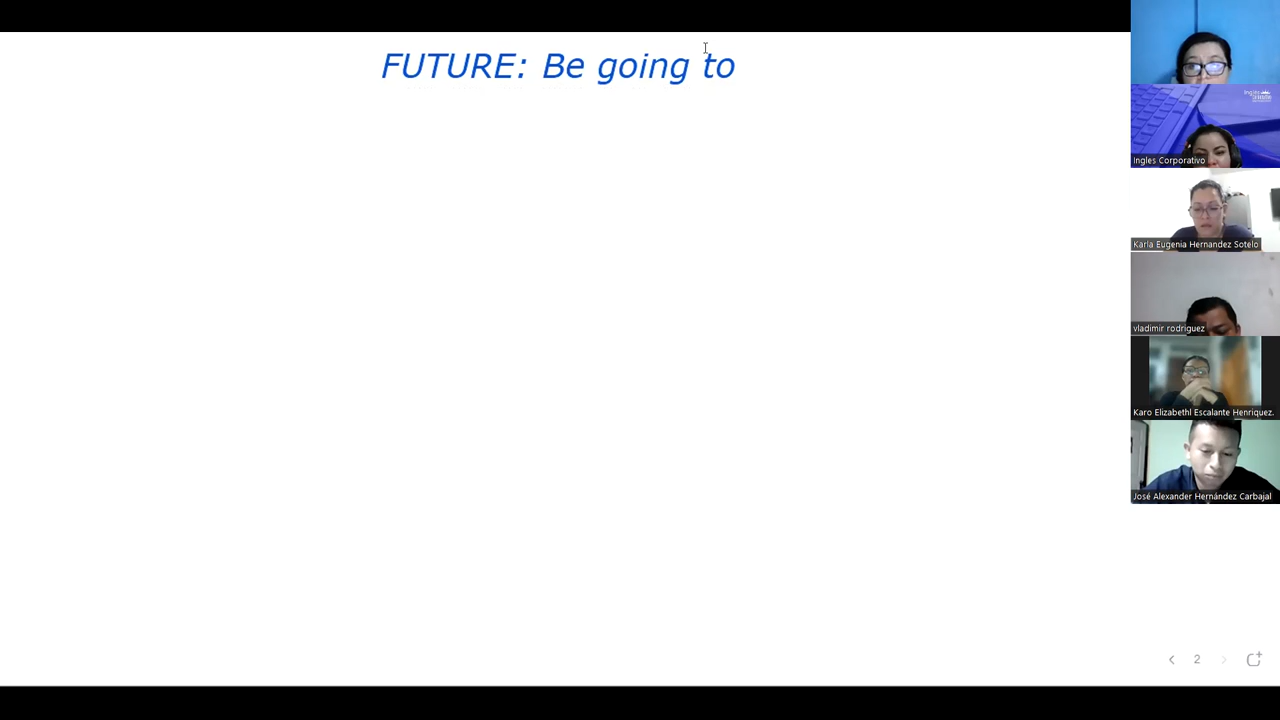 FUTURE: Be going to
Ingles Corporativo
Karla Eugenia Hernandez Sotelo
vladimir rodriguez
Karo Elizabethl Escalante Henriquez.
José Alexander Hernández Carbajal
2